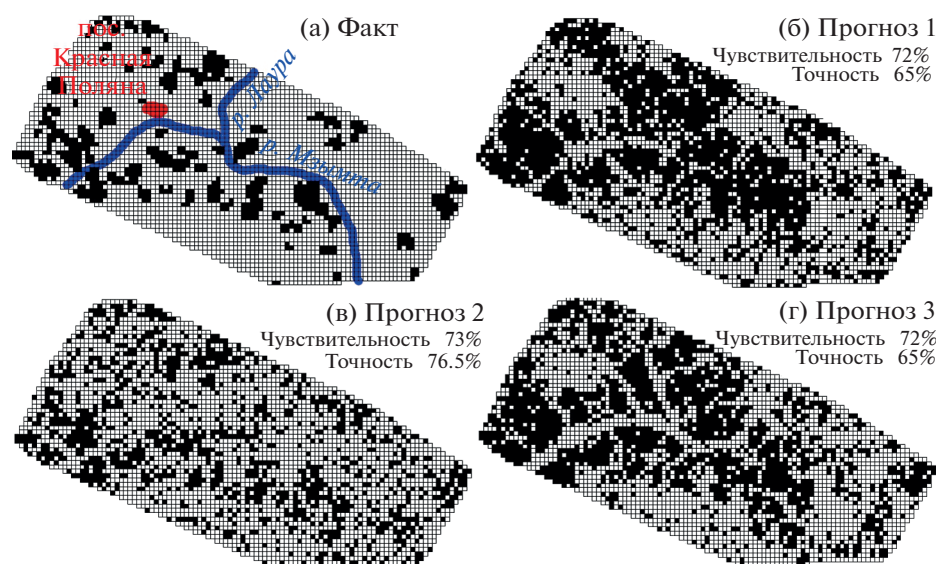 (а) Факт
пос.
Красная
Поляна
р. Лаура
р. Мзымта
(б) Прогноз 1
Чувствительность 72%
Точность 65%
(в) Прогноз 2
Чувствительность 73%
Точность 76.5%
(г) Прогноз 3
Чувствительность 72%
Точность 65%